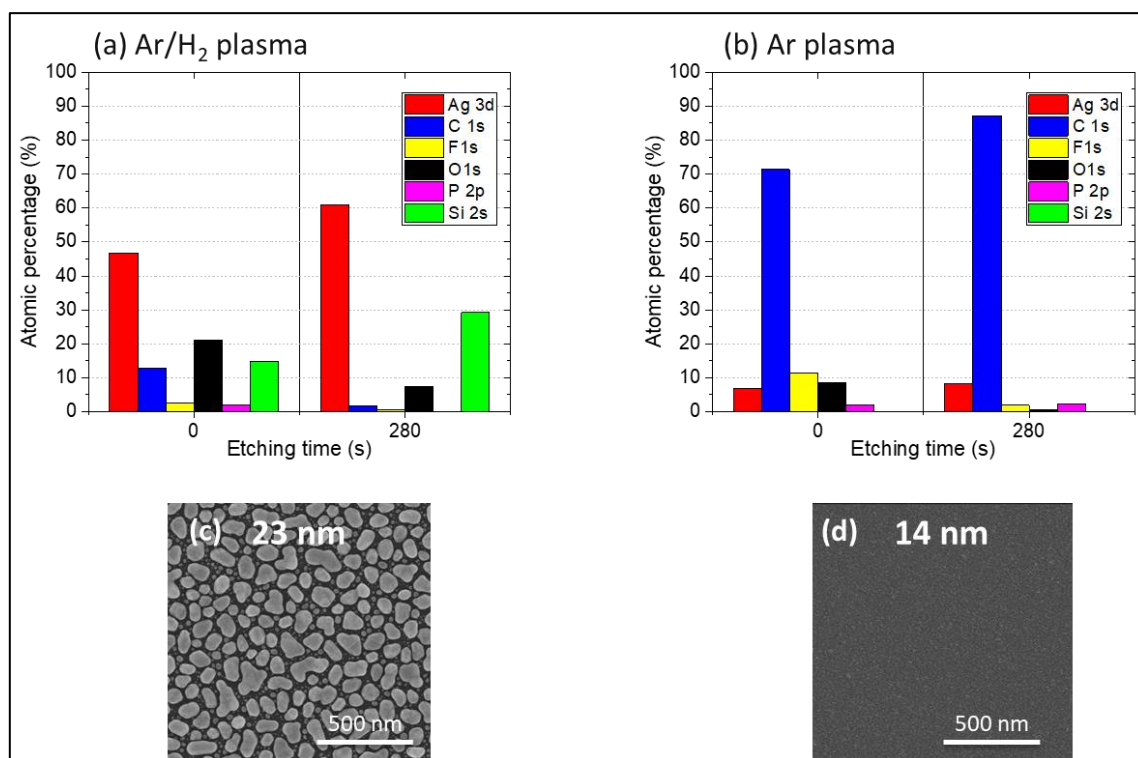 (a) Ar/H₂ plasma
100
90
80
70
60
50
40
30
20
10
0
Atomic percentage (%)
Ag 3d
C 1s
F1s
O1s
P 2p
Si 2s
0 280
Etching time (s)
(b) Ar plasma
100
90
80
70
60
50
40
30
20
10
0
Atomic percentage (%)
Ag 3d
C 1s
F1s
O1s
P 2p
Si 2s
0 280
Etching time (s)
(c) 23 nm
500 nm
(d) 14 nm
500 nm